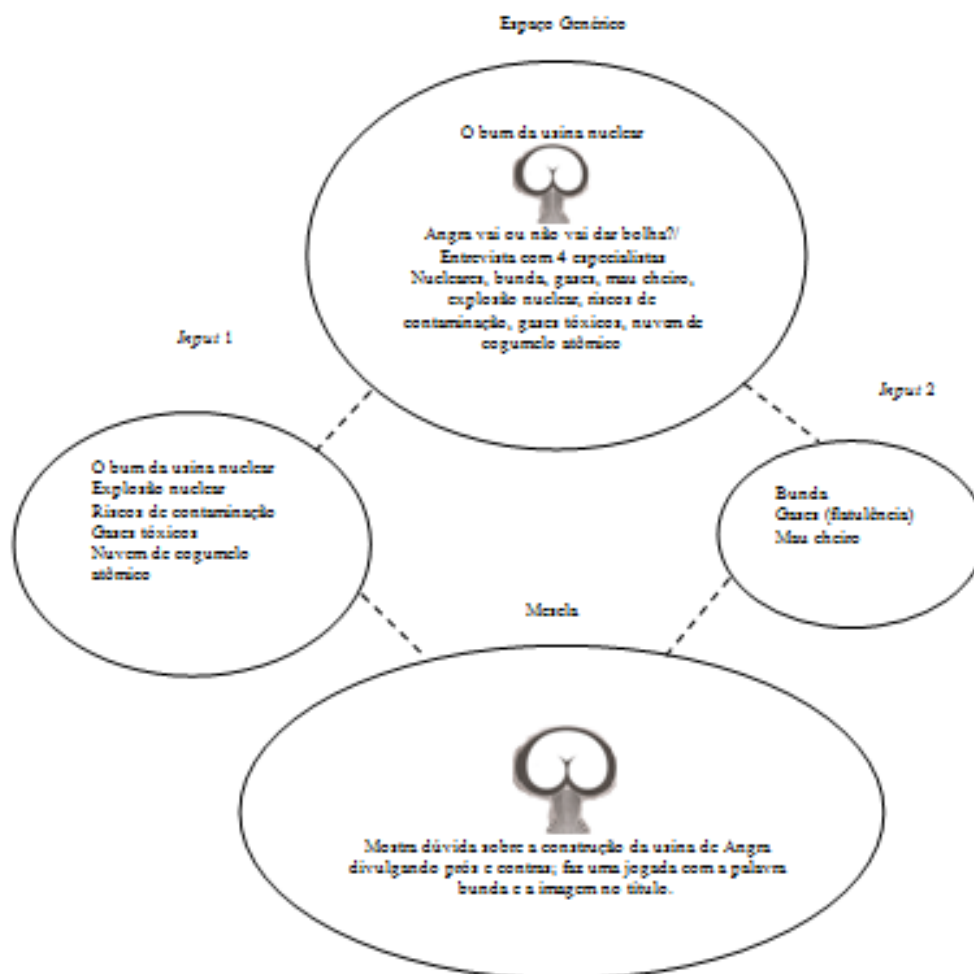 Espaço Genérico
O bum da usina nuclear
Angra vai ou não vai dar bolha?/
Entrevista com 4 especialistas
Nucleares, bunda, gases, mau cheiro,
explosão nuclear, riscos de
contaminação, gases tóxicos, nuvem de
cogumelo atômico
Input 1
Input 2
O bum da usina nuclear
Explosão nuclear
Riscos de contaminação
Gases tóxicos
Nuvem de cogumelo
atômico
Bunda
Gases (flatulência)
Mau cheiro
Mescla
Mostra dúvida sobre a construção da usina de Angra
divulgando prós e contras; faz uma jogada com a palavra
bunda e a imagem no título.